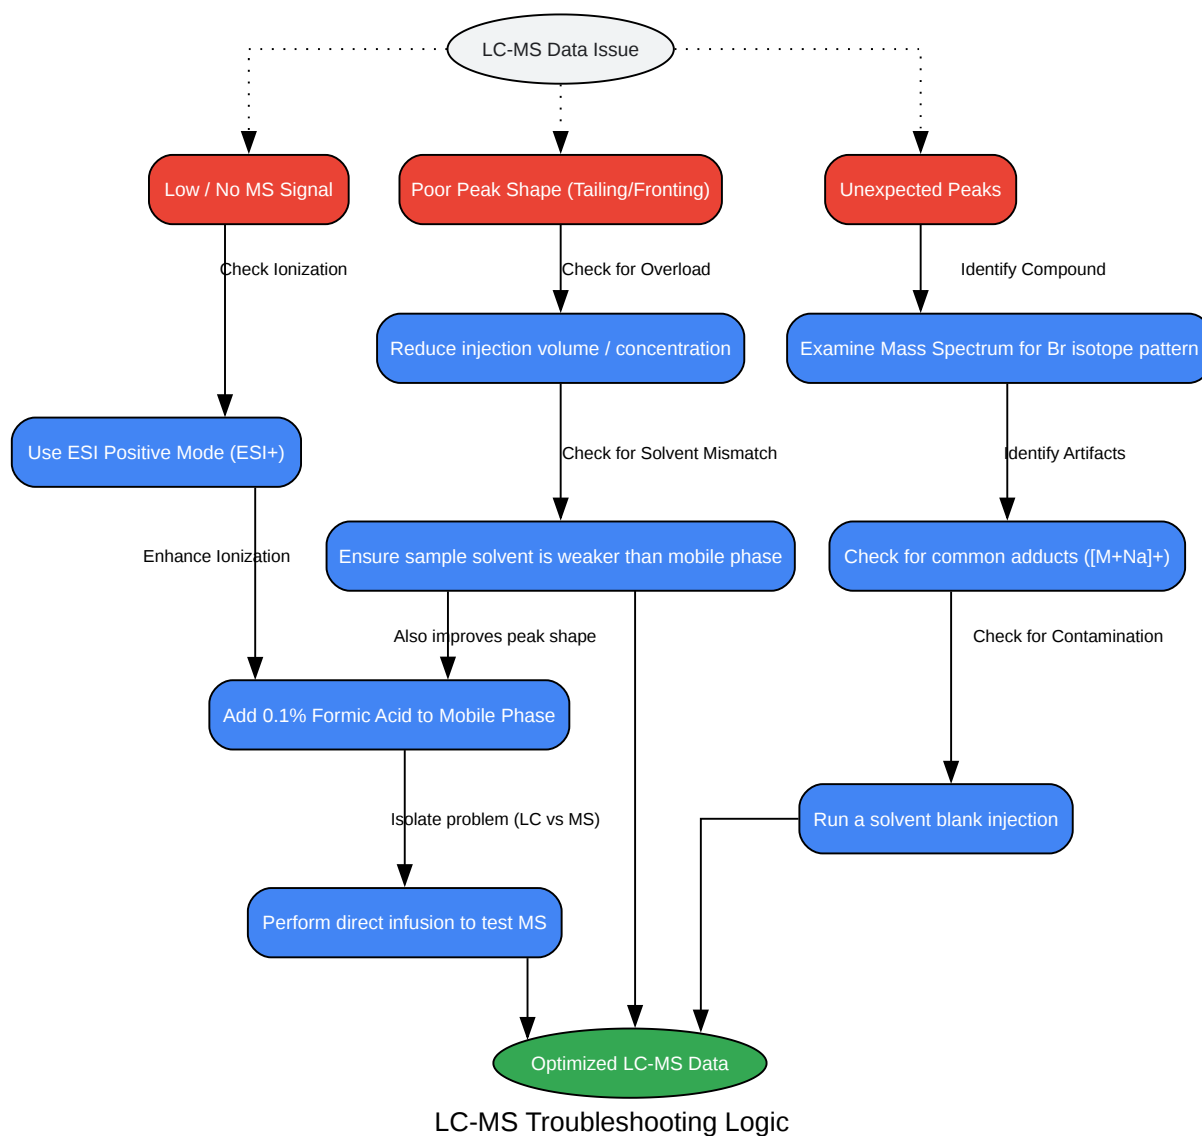 LC-MS Data Issue
Low / No MS Signal
Poor Peak Shape (Tailing/Fronting)
Unexpected Peaks
Check Ionization
Check for Overload
Identify Compound
Reduce injection volume / concentration
Examine Mass Spectrum for Br isotope pattern
Use ESI Positive Mode (ESI+)
Check for Solvent Mismatch
Identify Artifacts
Enhance Ionization
Ensure sample solvent is weaker than mobile phase
Check for common adducts ([M+Na]+)
Also improves peak shape
Check for Contamination
Add 0.1% Formic Acid to Mobile Phase
Isolate problem (LC vs MS)
Run a solvent blank injection
Perform direct infusion to test MS
Optimized LC-MS Data
LC-MS Troubleshooting Logic